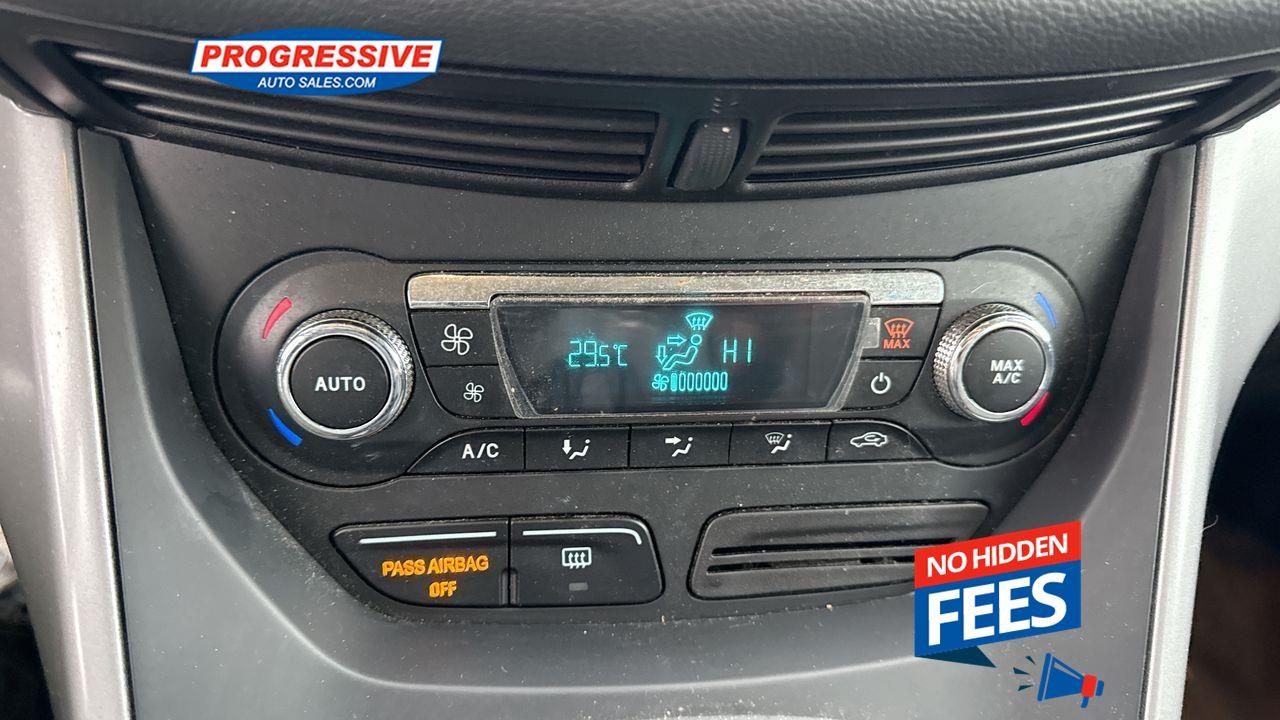 PROGRESSIVE
AUTO SALES.COM
29.5°C
HI
AUTO
MAX
MAX
A/C
A/C
PASS AIRBAG
OFF
NO HIDDEN
FEES